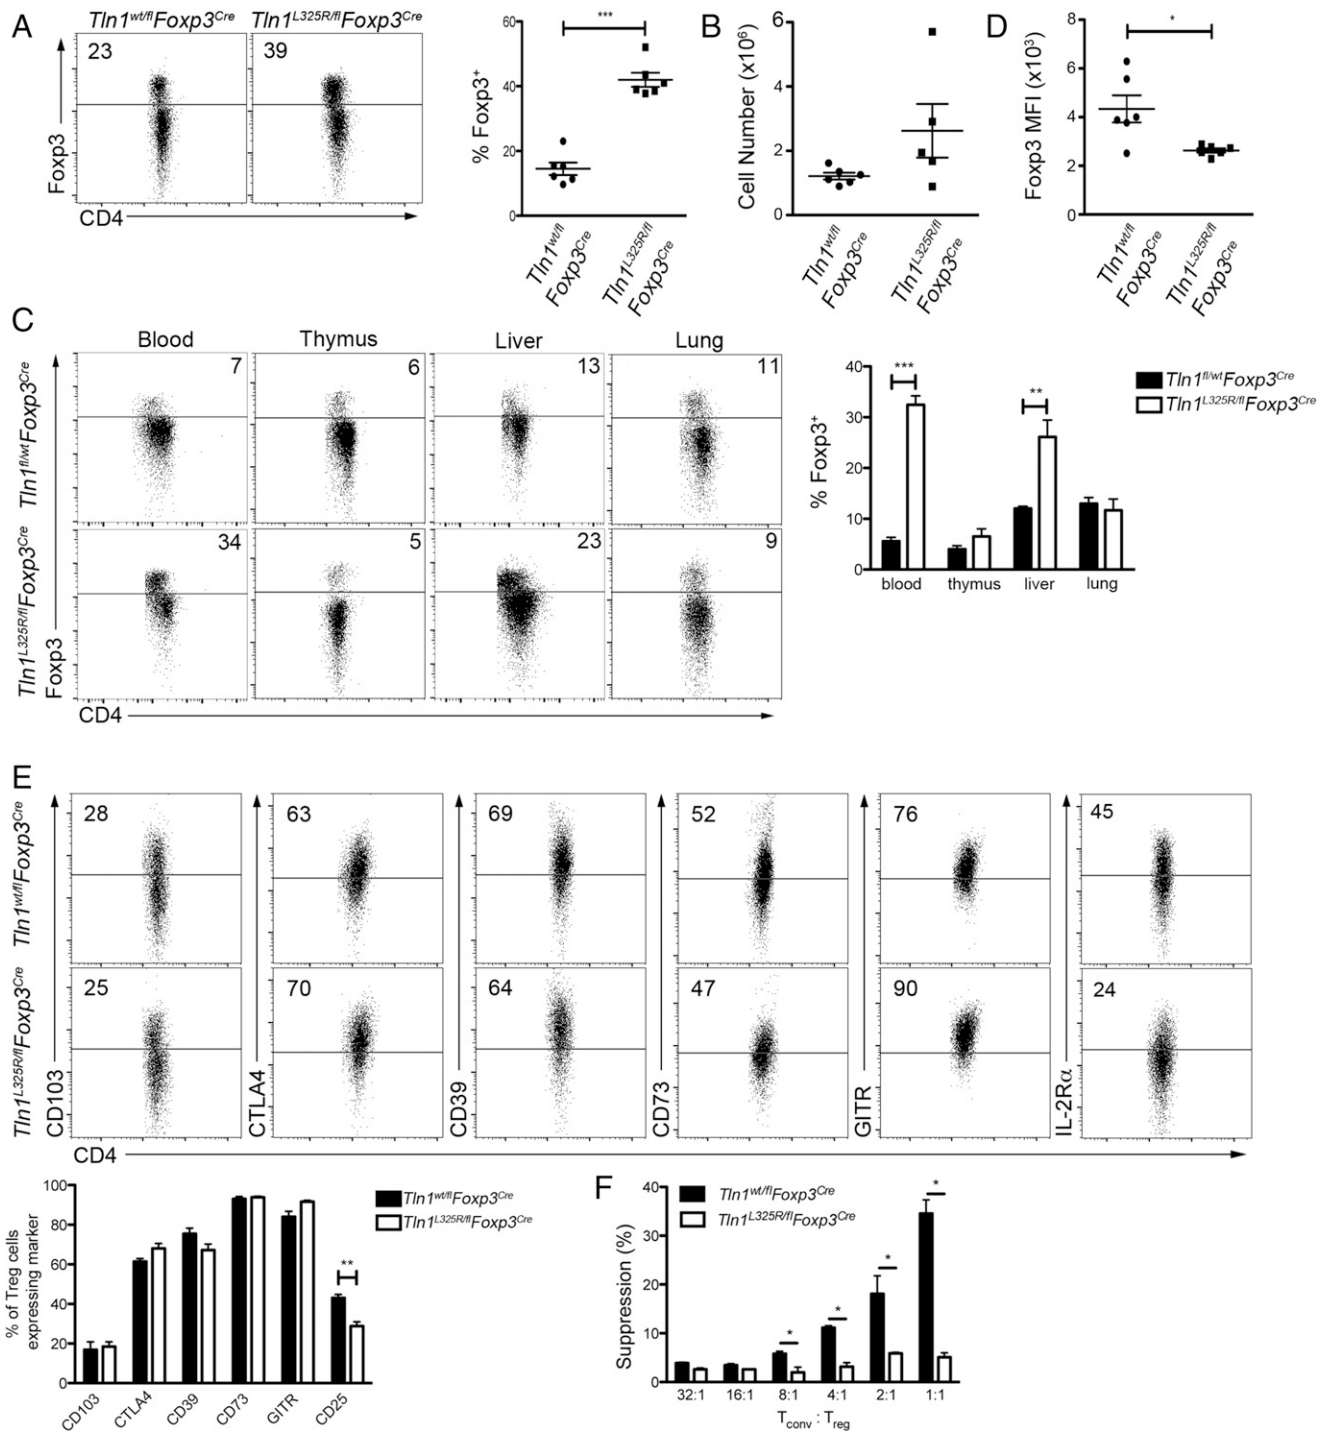 A
Tln1wt/flFoxp3Cre
Tln1L325R/flFoxp3Cre
23
39
Foxp3
CD4
% Foxp3+
60
40
20
0
***
Tln1wt/fl
Foxp3Cre
Tln1L325R/fl
Foxp3Cre
B
Cell Number (x106)
6
4
2
0
Tln1wt/fl
Foxp3Cre
Tln1L325R/fl
Foxp3Cre
D
Foxp3 MFI (x103)
8
6
4
2
0
*
Tln1wt/fl
Foxp3Cre
Tln1L325R/fl
Foxp3Cre
C
Blood
Thymus
Liver
Lung
Tln1fl/wtFoxp3Cre
7
6
13
11
Tln1L325R/flFoxp3Cre
34
5
23
9
Foxp3
CD4
% Foxp3+
40
30
20
10
0
***
**
blood
thymus
liver
lung
Tln1fl/wtFoxp3Cre
Tln1L325R/flFoxp3Cre
E
Tln1wt/flFoxp3Cre
28
63
69
52
76
45
Tln1L325R/flFoxp3Cre
25
70
64
47
90
24
CD103
CTLA4
CD39
CD73
GITR
IL-2Rα
CD4
% of Treg cells
expressing marker
100
80
60
40
20
0
**
CD103
CTLA4
CD39
CD73
GITR
CD25
Tln1wt/flFoxp3Cre
Tln1L325R/flFoxp3Cre
F
Suppression (%)
40
30
20
10
0
Tln1wt/flFoxp3Cre
Tln1L325R/flFoxp3Cre
*
*
*
*
32:1
16:1
8:1
4:1
2:1
1:1
Tconv : Treg